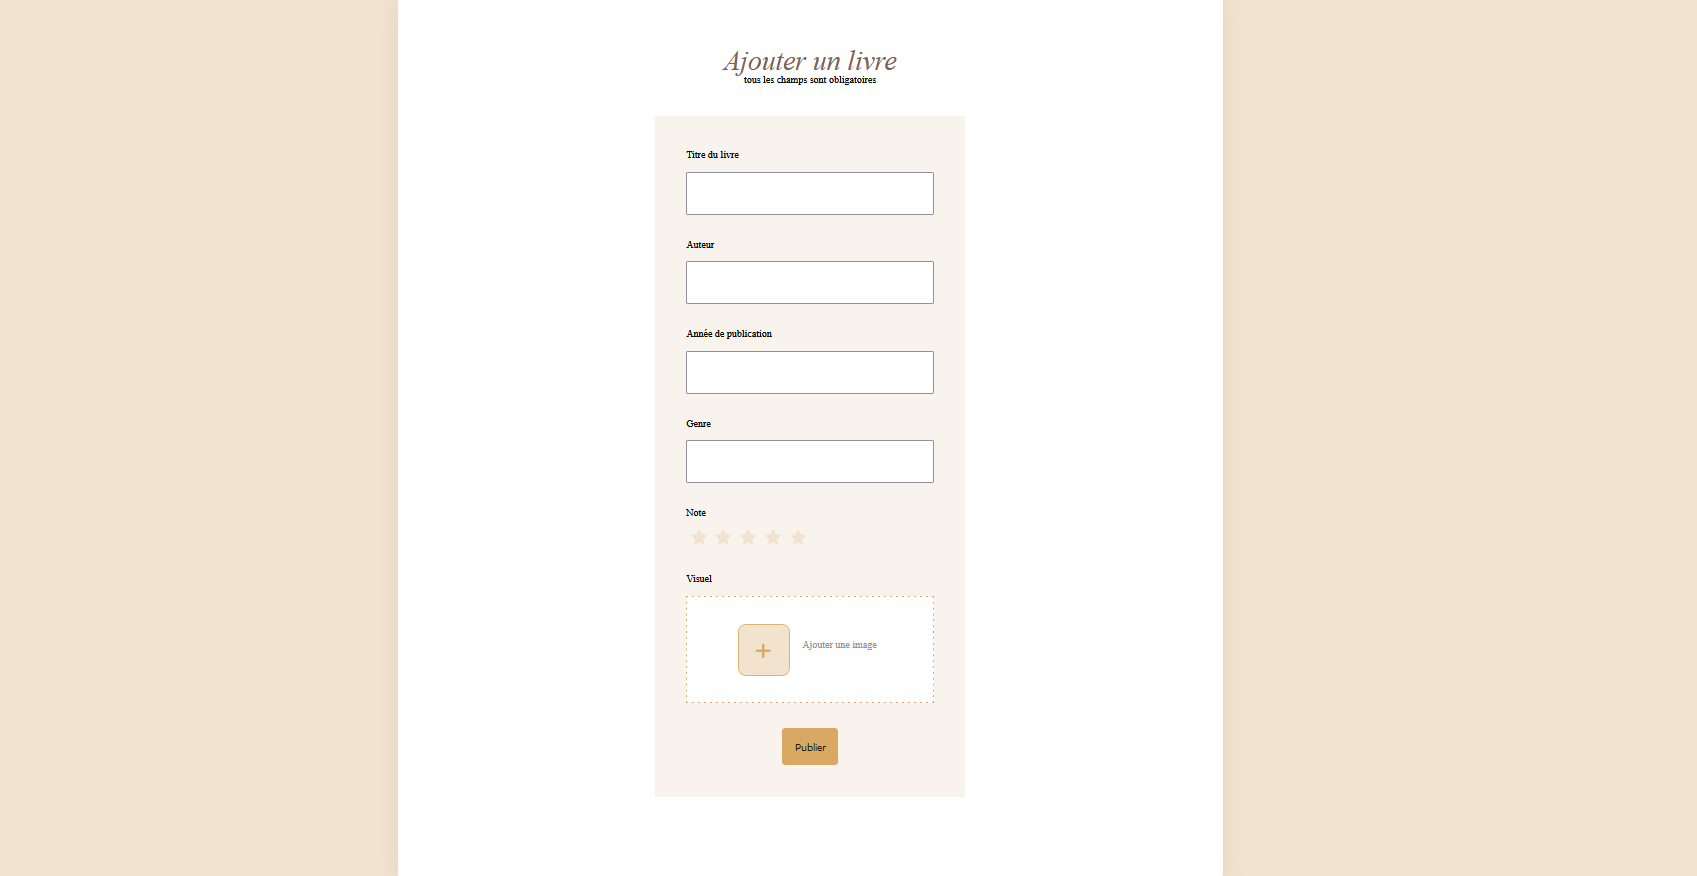 Ajouter un livre
tous les champs sont obligatoires
Titre du livre
Auteur
Année de publication
Genre
Note
Visuel
+
Ajouter une image
Publier